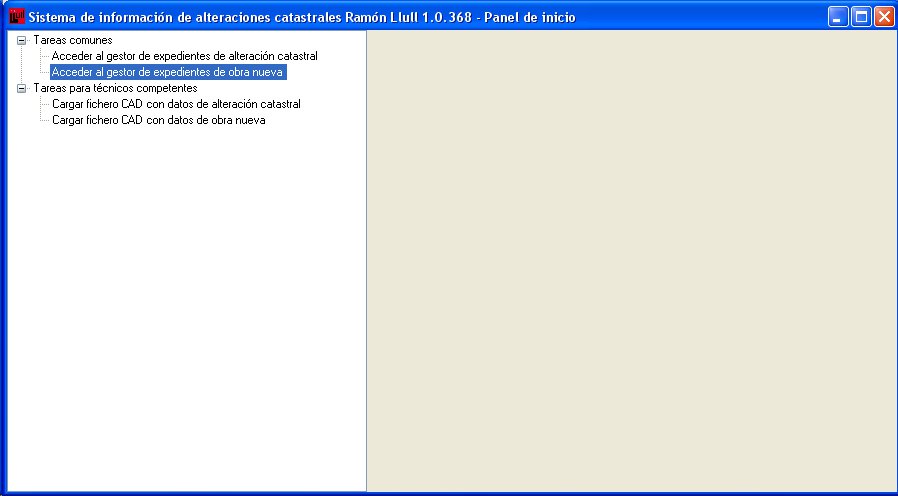 Sistema de información de alteraciones catastrales Ramón Llull 1.0.368 - Panel de inicio
Tareas comunes
Acceder al gestor de expedientes de alteración catastral
Acceder al gestor de expedientes de obra nueva
Tareas para técnicos competentes
Cargar fichero CAD con datos de alteración catastral
Cargar fichero CAD con datos de obra nueva